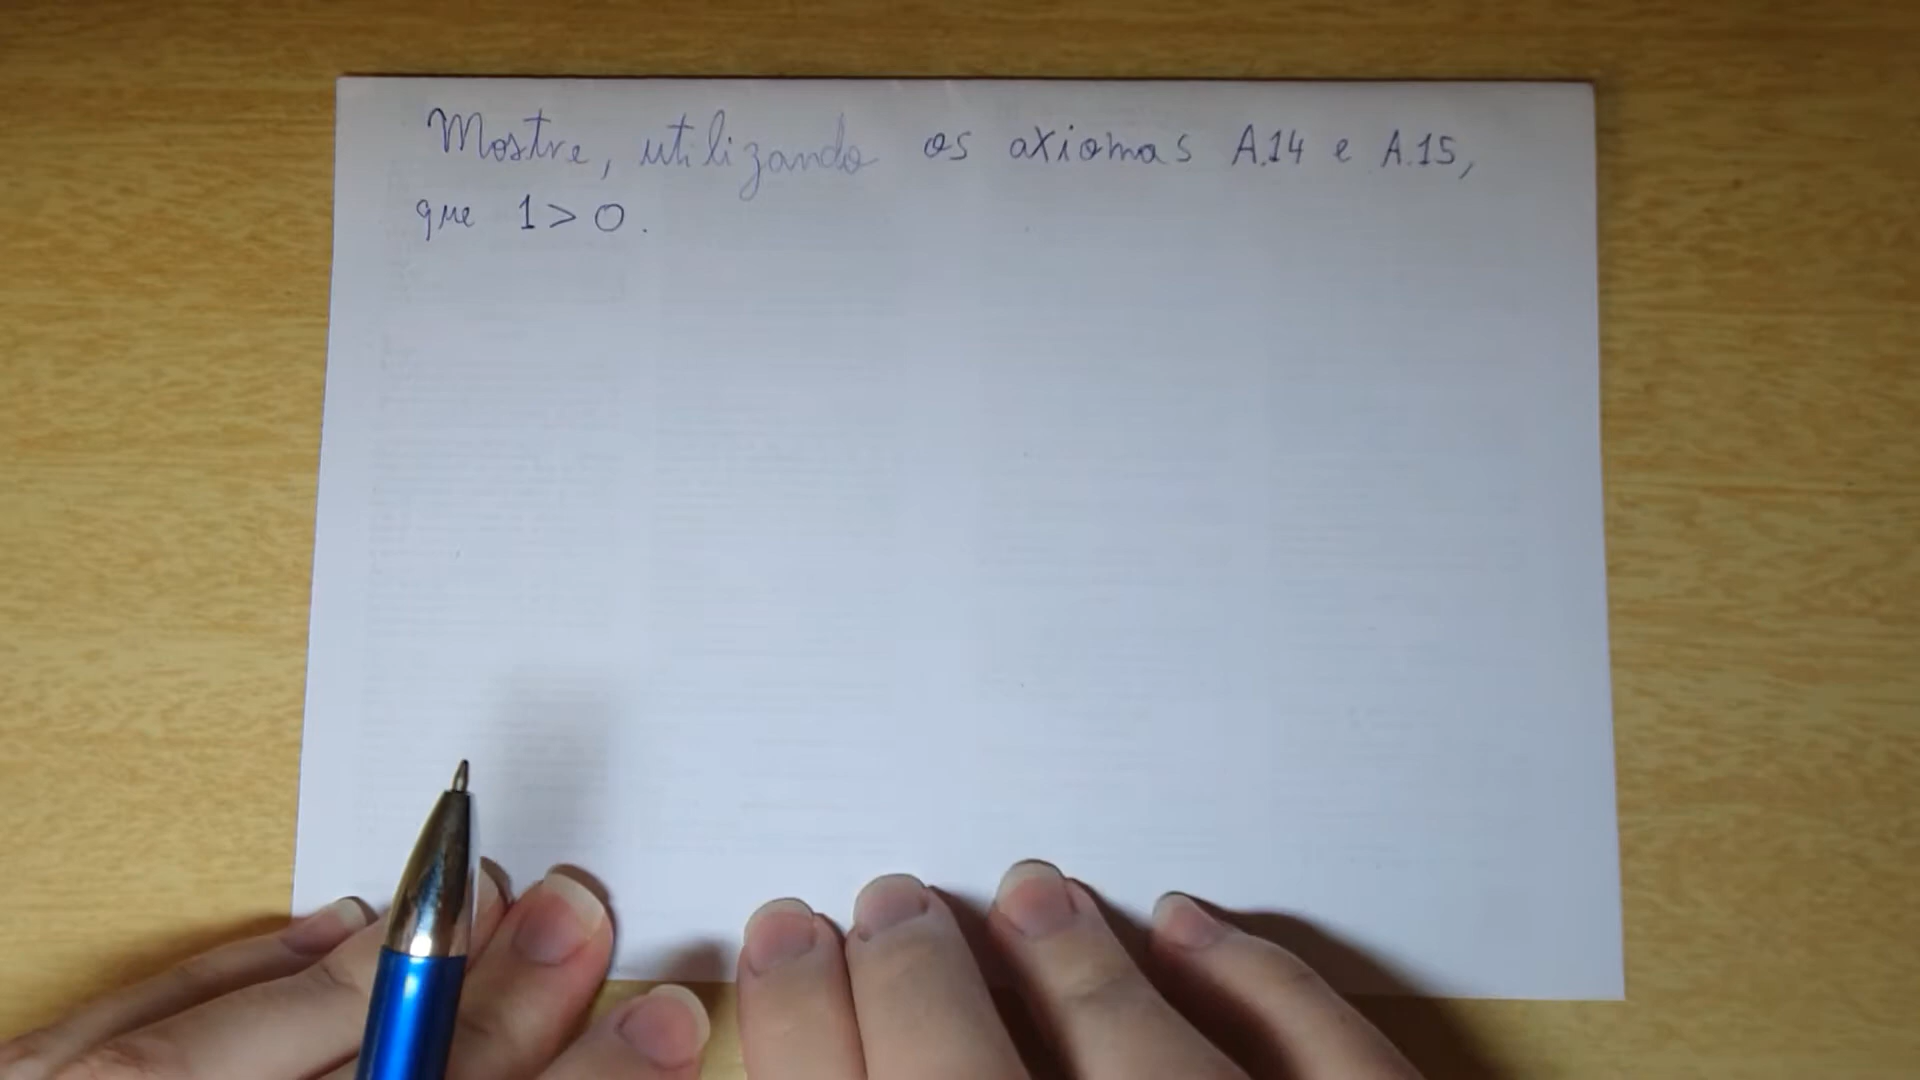 Mostre, utilizando os axiomas A.14 e A.15,
que 1 > 0.